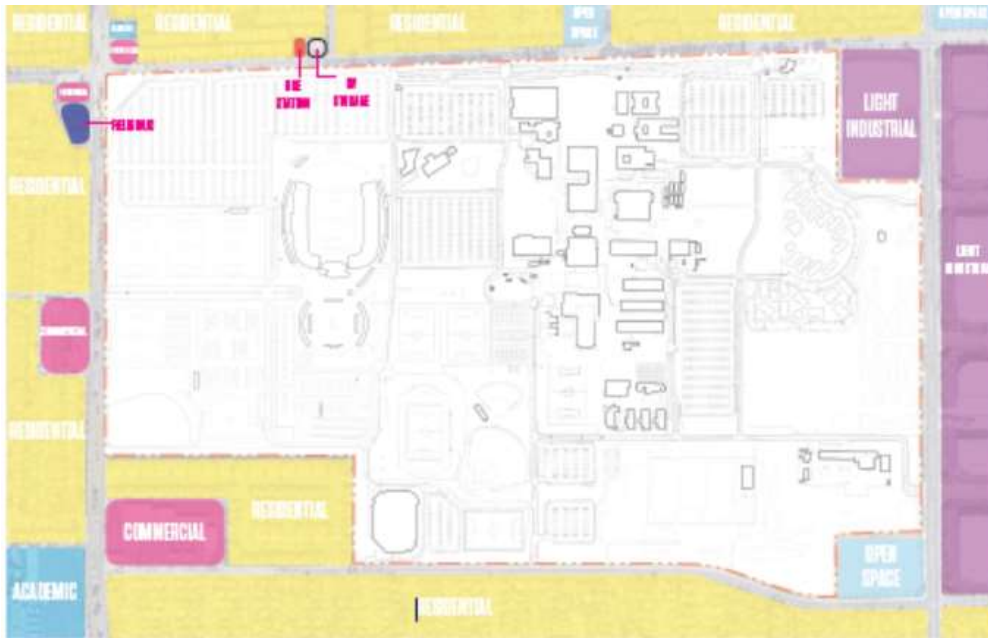 RESIDENTIAL
RESIDENTIAL
RESIDENTIAL
OPEN
SPACE
RESIDENTIAL
OPEN SPACE
STATION
RV
STORAGE
LIGHT
INDUSTRIAL
RESIDENTIAL
LIGHT
INDUSTRIAL
COMMERCIAL
RESIDENTIAL
RESIDENTIAL
COMMERCIAL
OPEN
SPACE
ACADEMIC
RESIDENTIAL